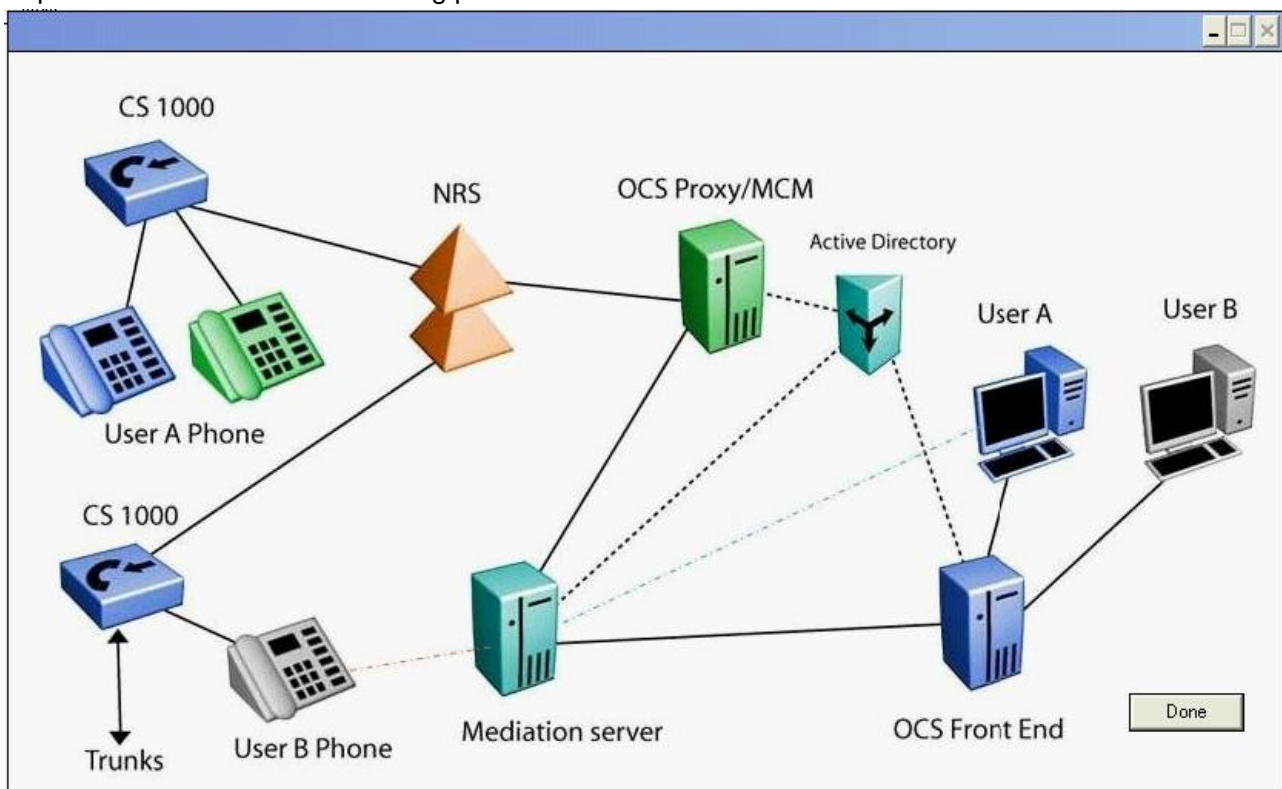 CS 1000
NRS
OCS Proxy/MCM
Active Directory
User A
User B
User A Phone
CS 1000
User B Phone
Mediation server
OCS Front End
Done
Trunks